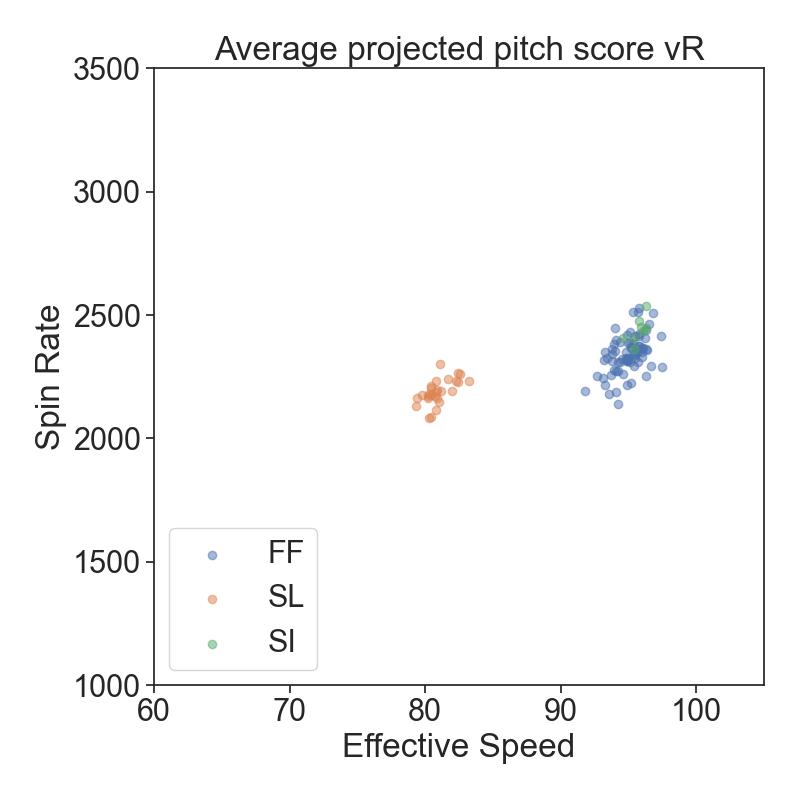 Average projected pitch score vR
3500
3000
2500
2000
1500
1000
Spin Rate
FF
SL
SI
60 70 80 90 100
Effective Speed